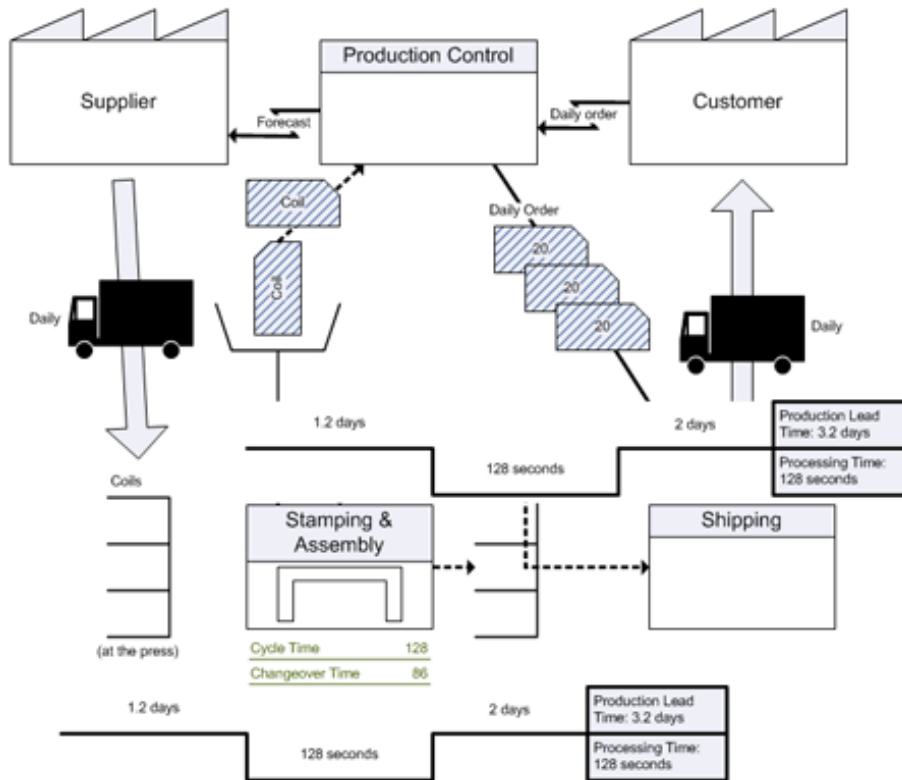 Production Control
Supplier
Customer
Forecast
Daily order
Coil
Coil
Daily Order
20
20
20
Daily
Daily
1.2 days
2 days
Production Lead
Time: 3.2 days
128 seconds
Processing Time:
128 seconds
Coils
Stamping &
Assembly
Shipping
(at the press)
Cycle Time 128
Changeover Time 86
1.2 days
2 days
Production Lead
Time: 3.2 days
128 seconds
Processing Time:
128 seconds